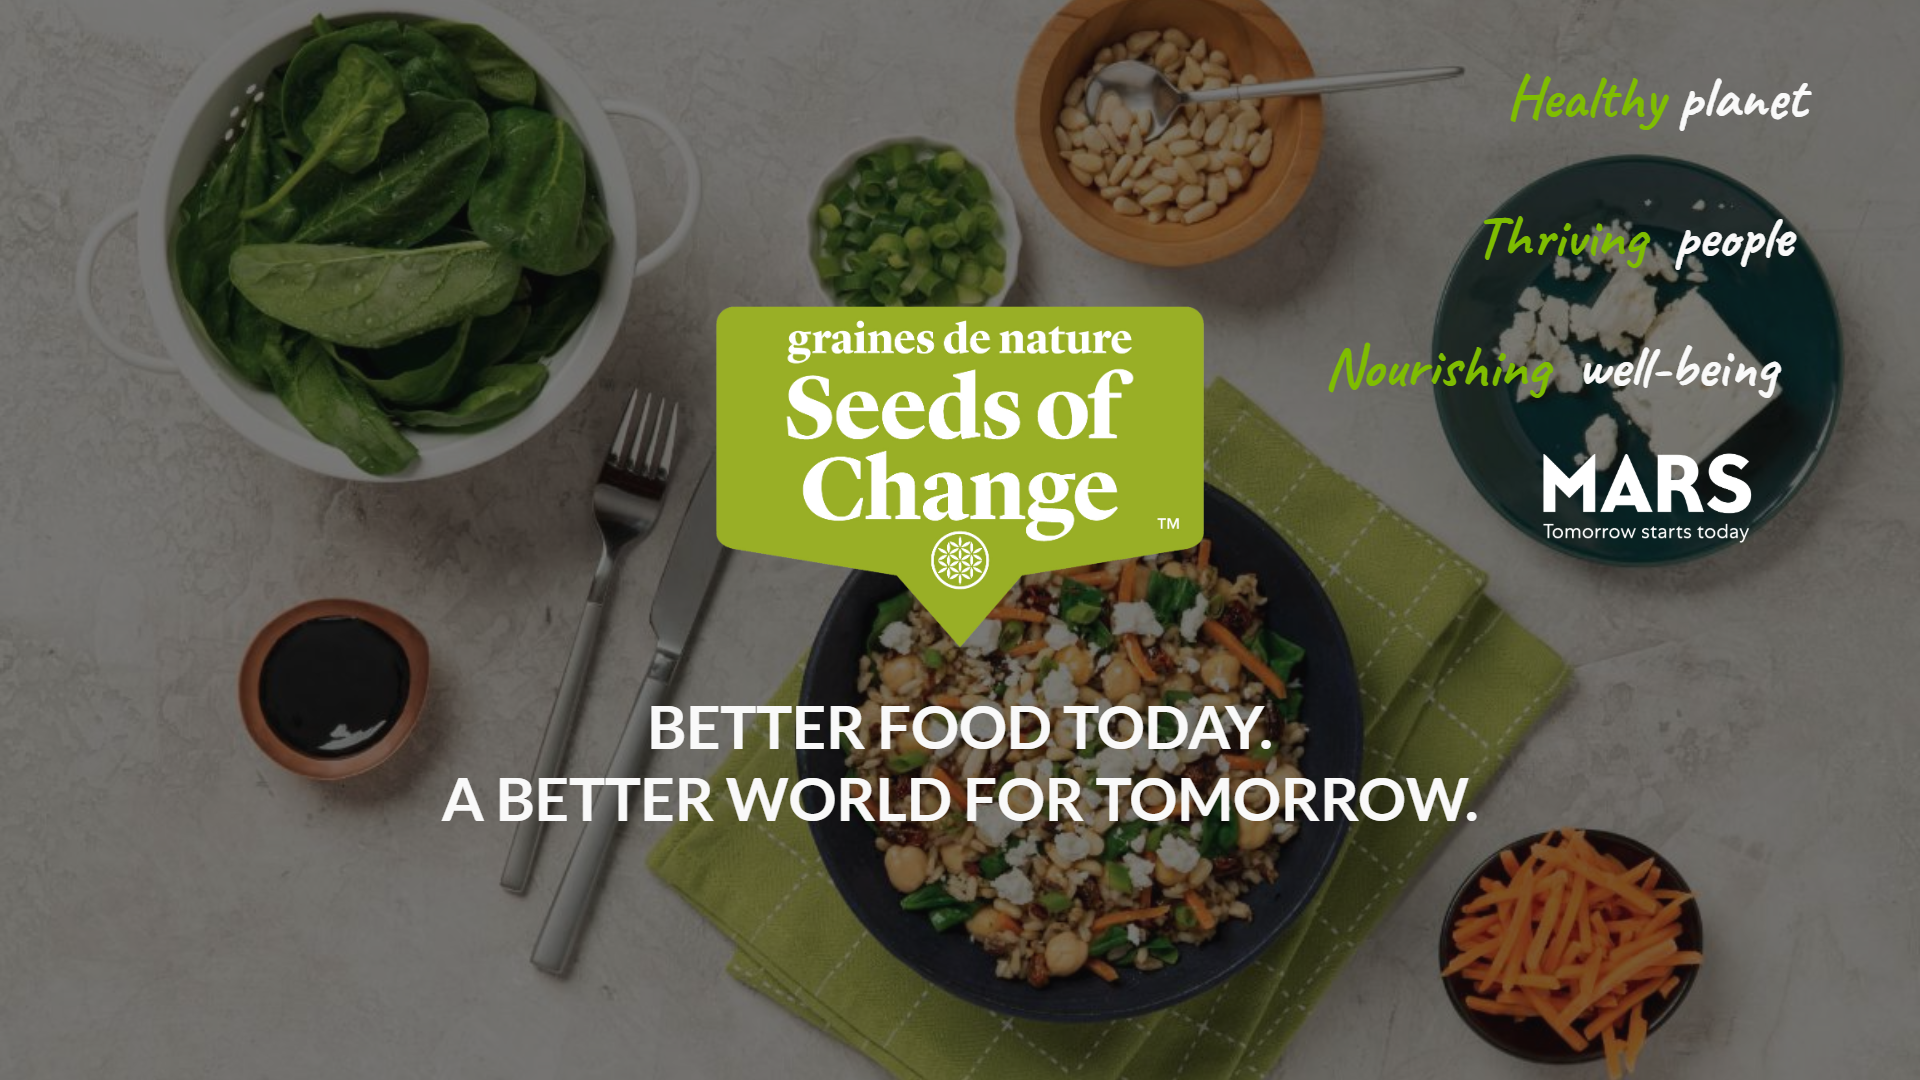 Healthy planet
Thriving people
Nourishing well-being
MARS
Tomorrow starts today
graines de nature
Seeds of
Change
TM
BETTER FOOD TODAY.
A BETTER WORLD FOR TOMORROW.